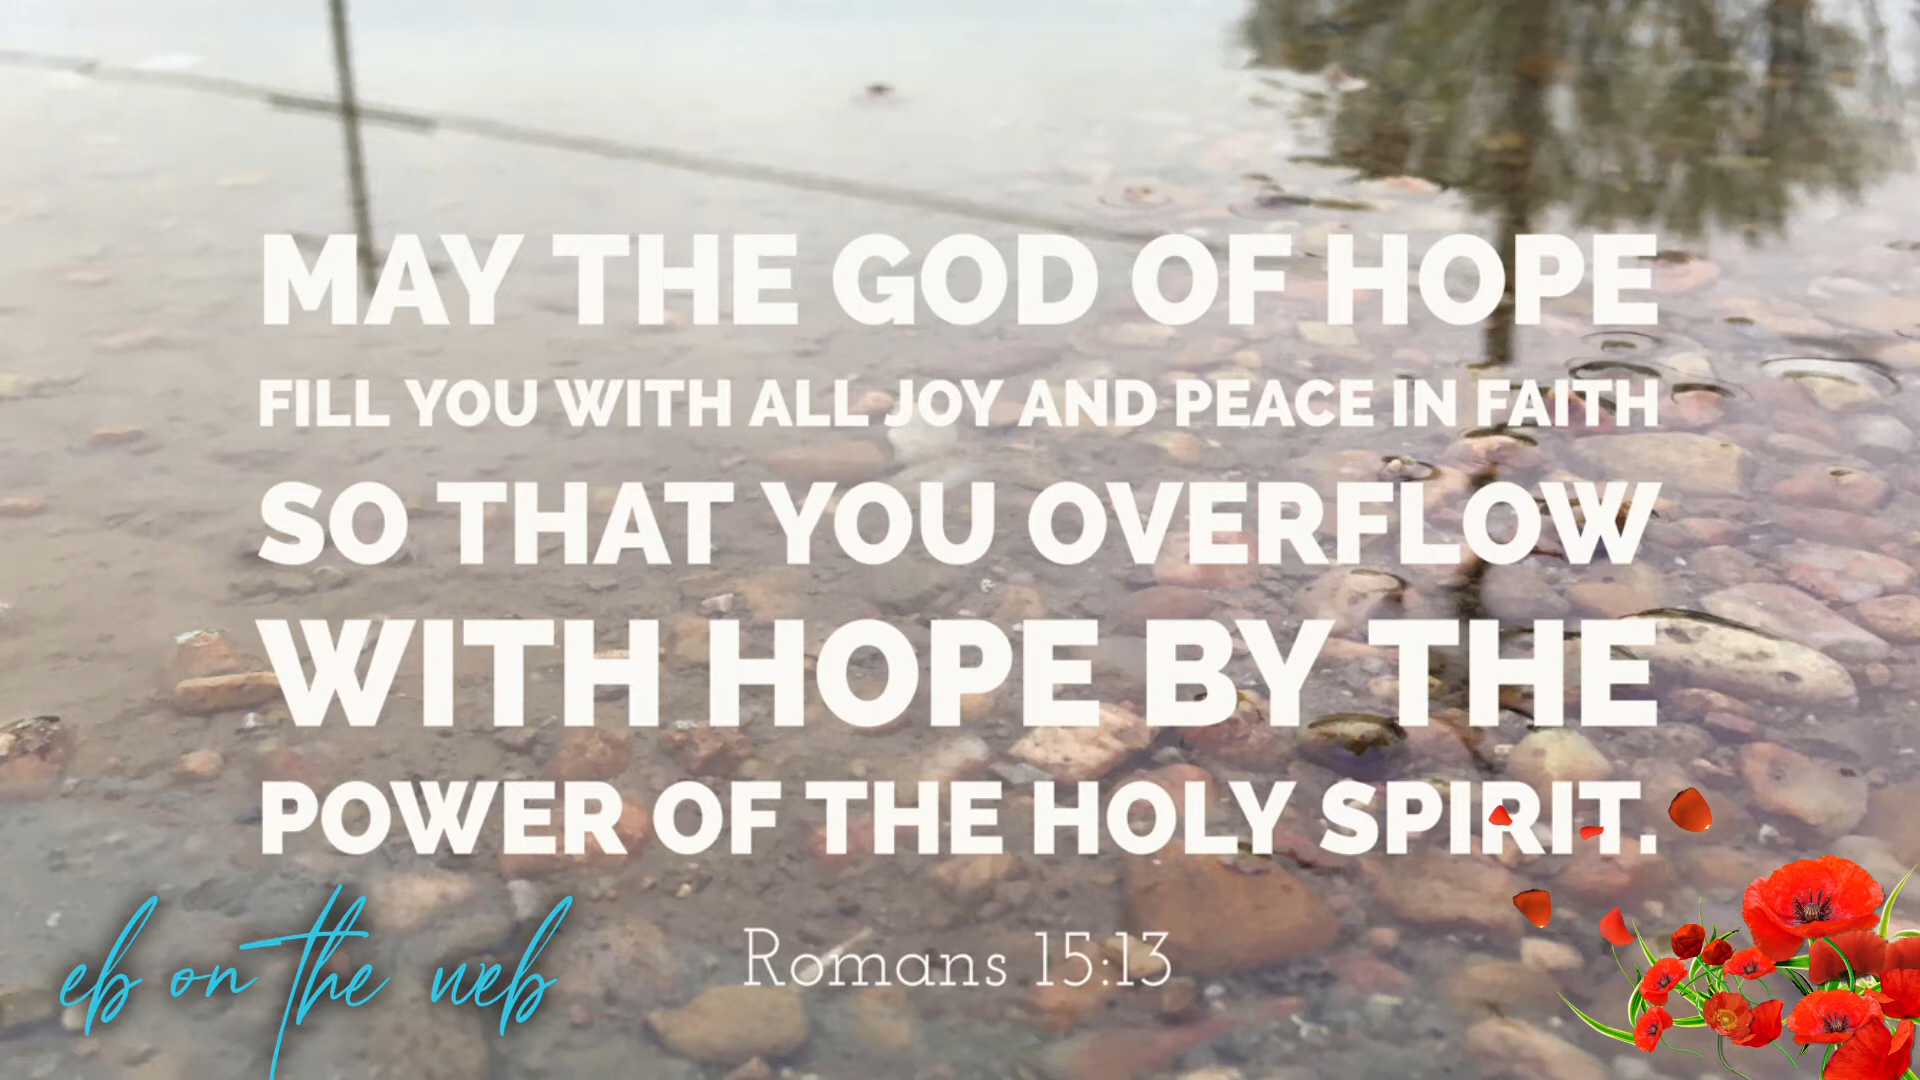 MAY THE GOD OF HOPE
FILL YOU WITH ALL JOY AND PEACE IN FAITH
SO THAT YOU OVERFLOW
WITH HOPE BY THE
POWER OF THE HOLY SPIRIT.
Romans 15:13
eb on the web